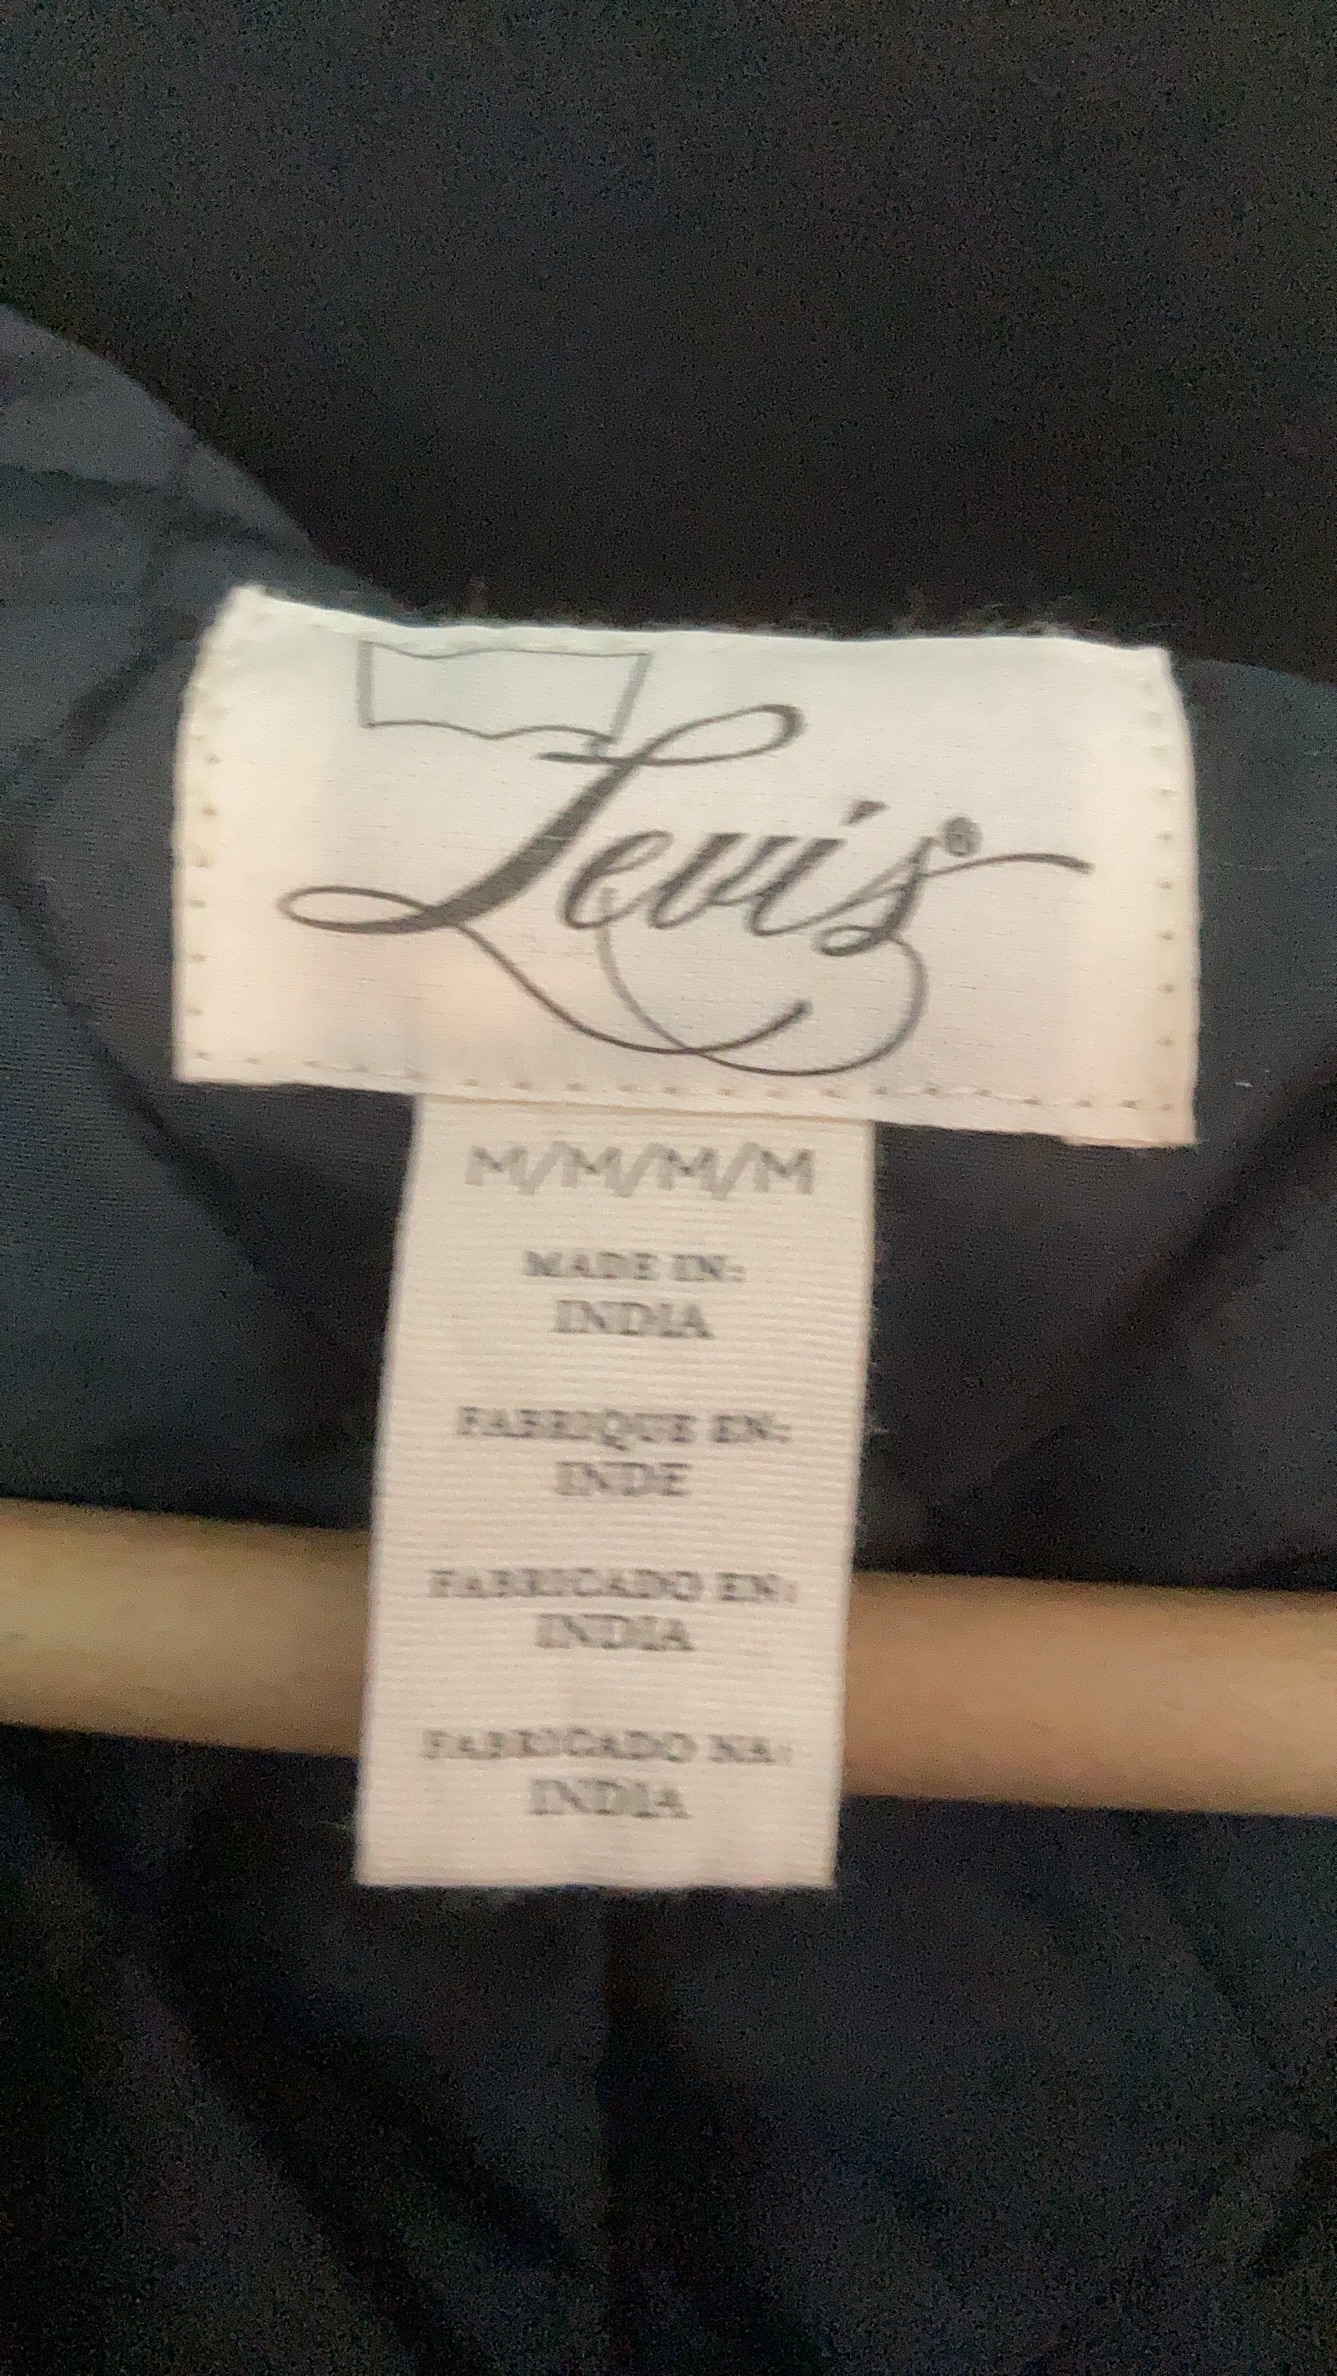 Levi's®
M/M/M/M
MADE IN:
INDIA
FABRIQUE EN:
INDE
FABRICADO EN:
INDIA
FABRICADO NA:
INDIA